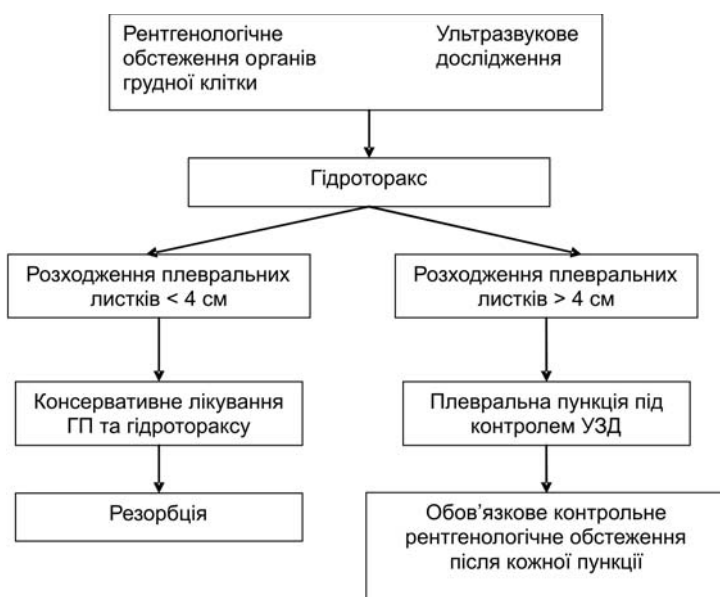 Рентгенологічне
обстеження органів
грудної клітки
Ультразвукове
дослідження
Гідроторакс
Розходження плевральних
листків < 4 см
Розходження плевральних
листків > 4 см
Консервативне лікування
ГП та гідротораксу
Плевральна пункція під
контролем УЗД
Резорбція
Обов’язкове контрольне
рентгенологічне обстеження
після кожної пункції